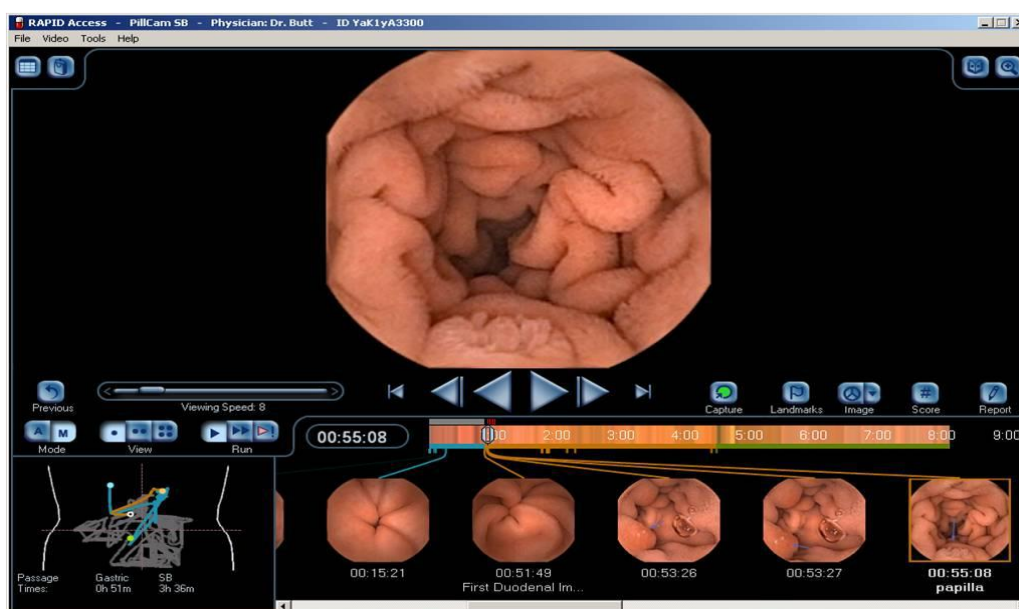 RAPID Access - PillCam SB - Physician: Dr. Butt - ID YaK1yA3300
File Video Tools Help
Previous
Viewing Speed: 8
Capture Landmarks Image Score Report
A M
Mode View Run
00:55:08
2:00 3:00 4:00 5:00 6:00 7:00 8:00 9:00
00:15:21
00:51:49
First Duodenal Im...
00:53:26
00:53:27
00:55:08
papilla
Passage Times:
Gastric 0h 51m
SB 3h 36m